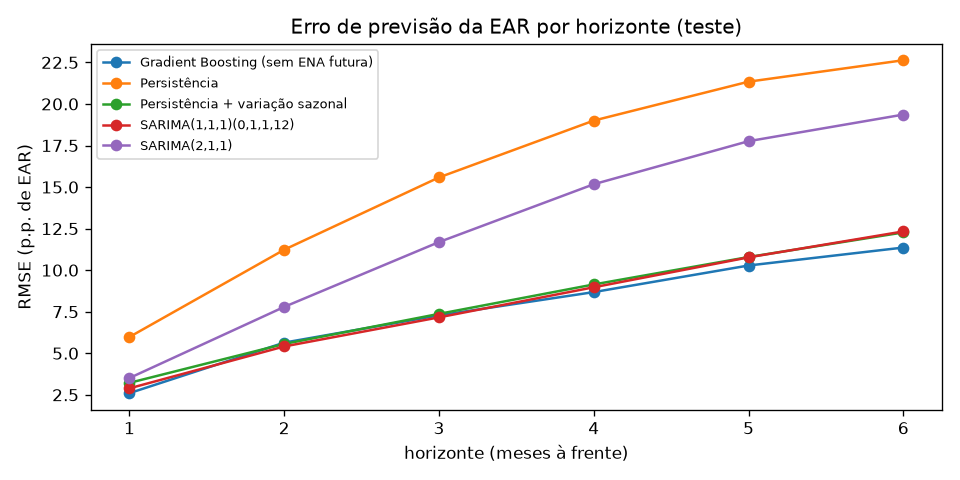 Erro de previsão da EAR por horizonte (teste)
Gradient Boosting (sem ENA futura)
Persistência
Persistência + variação sazonal
SARIMA(1,1,1)(0,1,1,12)
SARIMA(2,1,1)
RMSE (p.p. de EAR)
22.5
20.0
17.5
15.0
12.5
10.0
7.5
5.0
2.5
1 2 3 4 5 6
horizonte (meses à frente)